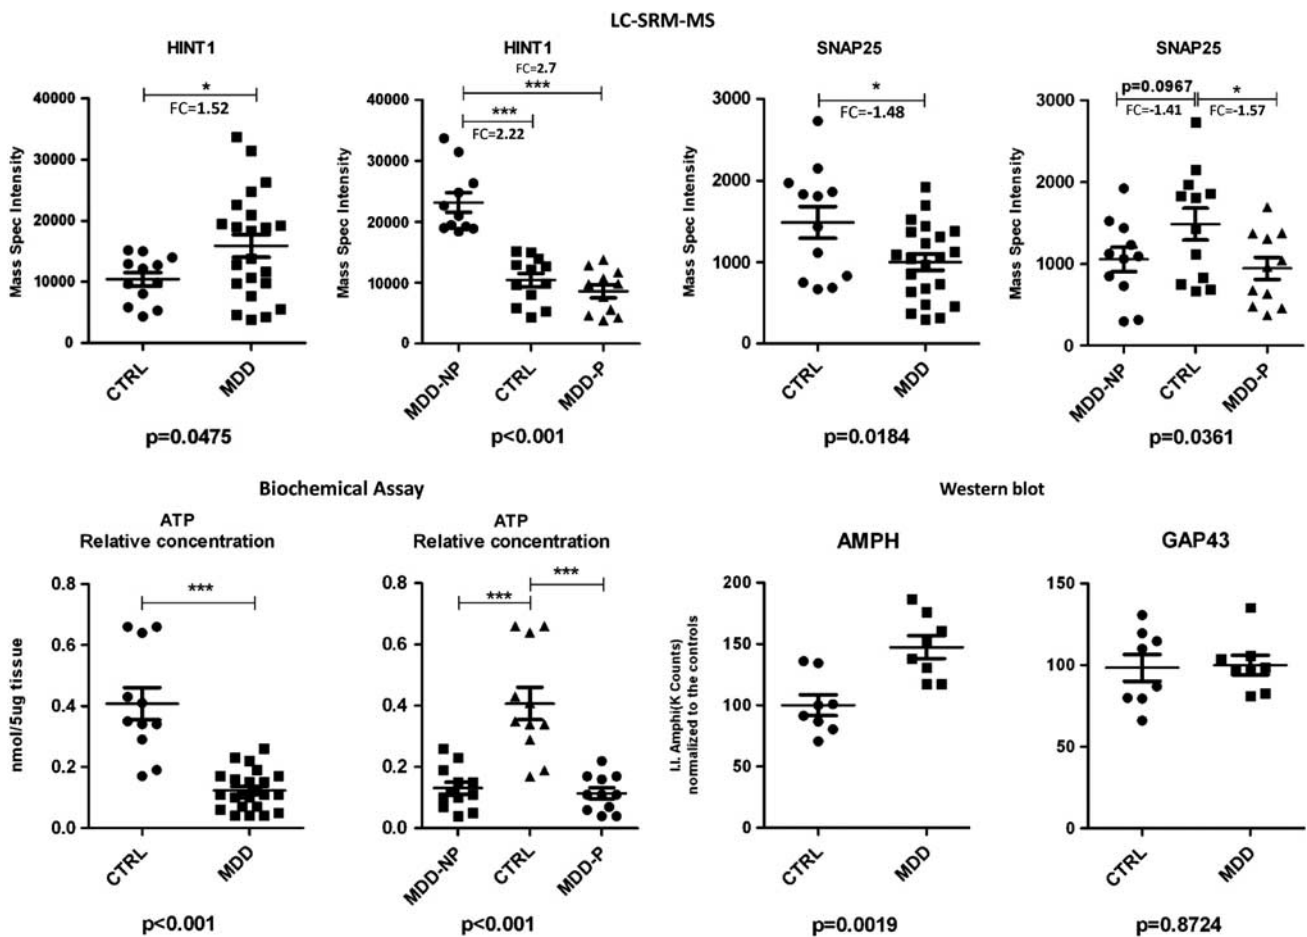 LC-SRM-MS
HINT1
*
FC=1.52
Mass Spec Intensity
40000
30000
20000
10000
0
CTRL
MDD
p=0.0475
HINT1
FC=2.7
***
***
FC=2.22
Mass Spec Intensity
40000
30000
20000
10000
0
MDD-NP
CTRL
MDD-P
p<0.001
SNAP25
*
FC=-1.48
Mass Spec Intensity
3000
2000
1000
0
CTRL
MDD
p=0.0184
SNAP25
p=0.0967
*
FC=-1.41
FC=-1.57
Mass Spec Intensity
3000
2000
1000
0
MDD-NP
CTRL
MDD-P
p=0.0361
Biochemical Assay
ATP
Relative concentration
***
nmol/5ug tissue
0.8
0.6
0.4
0.2
0.0
CTRL
MDD
p<0.001
ATP
Relative concentration
***
***
0.8
0.6
0.4
0.2
0.0
MDD-NP
CTRL
MDD-P
p<0.001
Western blot
AMPH
I.I. Amphi(K Counts)
normalized to the controls
200
150
100
50
0
CTRL
MDD
p=0.0019
GAP43
150
100
50
0
CTRL
MDD
p=0.8724